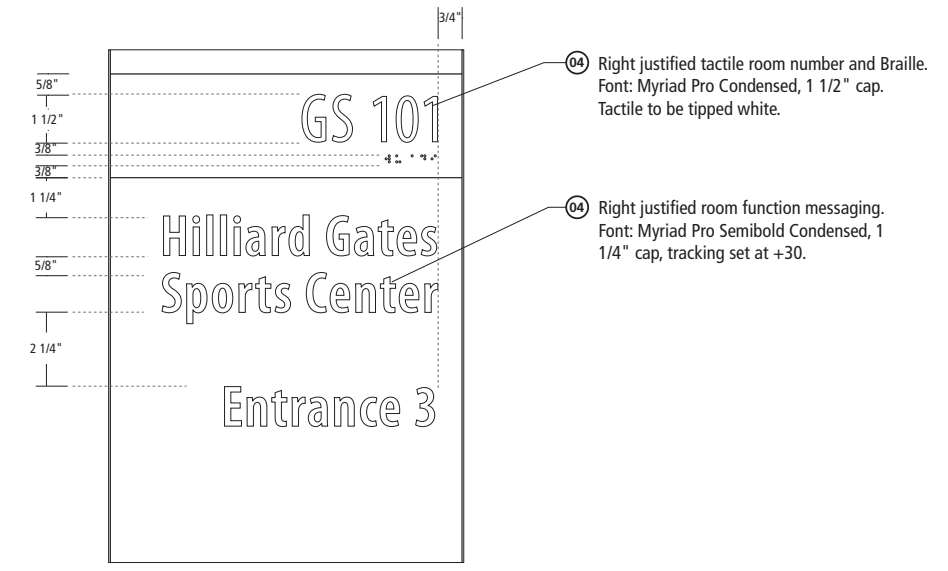 3/4"
5/8"
1 1/2"
3/8"
3/8"
1 1/4"
5/8"
2 1/4"
GS 101
Hilliard Gates
Sports Center
Entrance 3
04 Right justified tactile room number and Braille.
Font: Myriad Pro Condensed, 1 1/2" cap.
Tactile to be tipped white.
04 Right justified room function messaging.
Font: Myriad Pro Semibold Condensed, 1
1/4" cap, tracking set at +30.